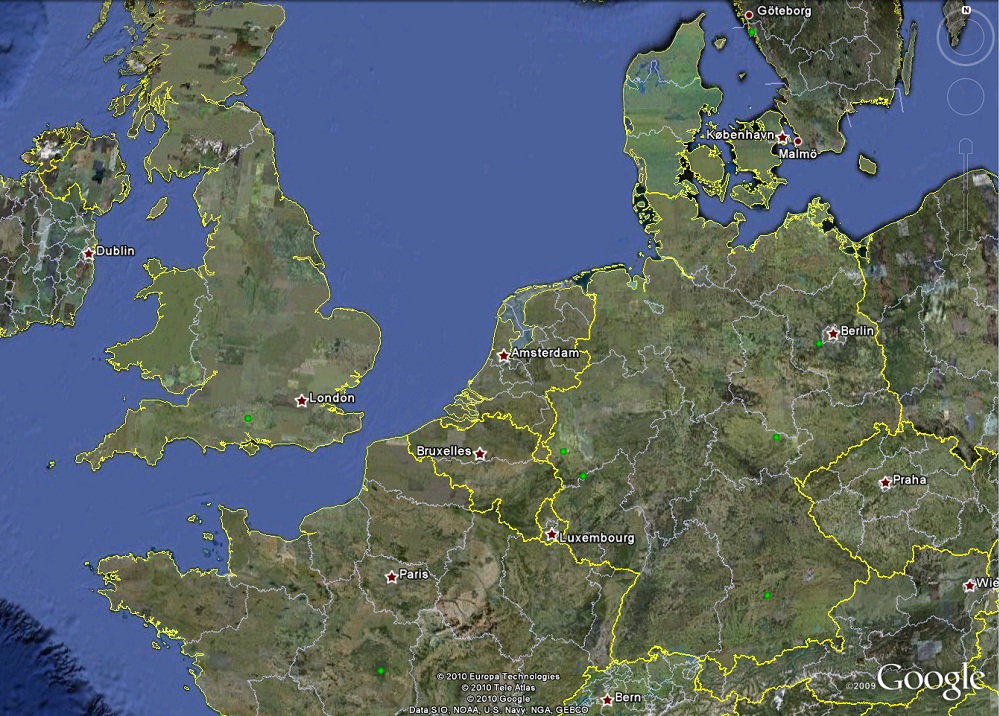 Göteborg
N
København
Malmö
Dublin
Berlin
Amsterdam
London
Bruxelles
Praha
Luxembourg
Paris
Wie
© 2010 Europa Technologies
© 2010 Tele Atlas
© 2010 Google
Data SIO, NOAA, U.S. Navy, NGA, GEBCO
Bern
©2009 Google